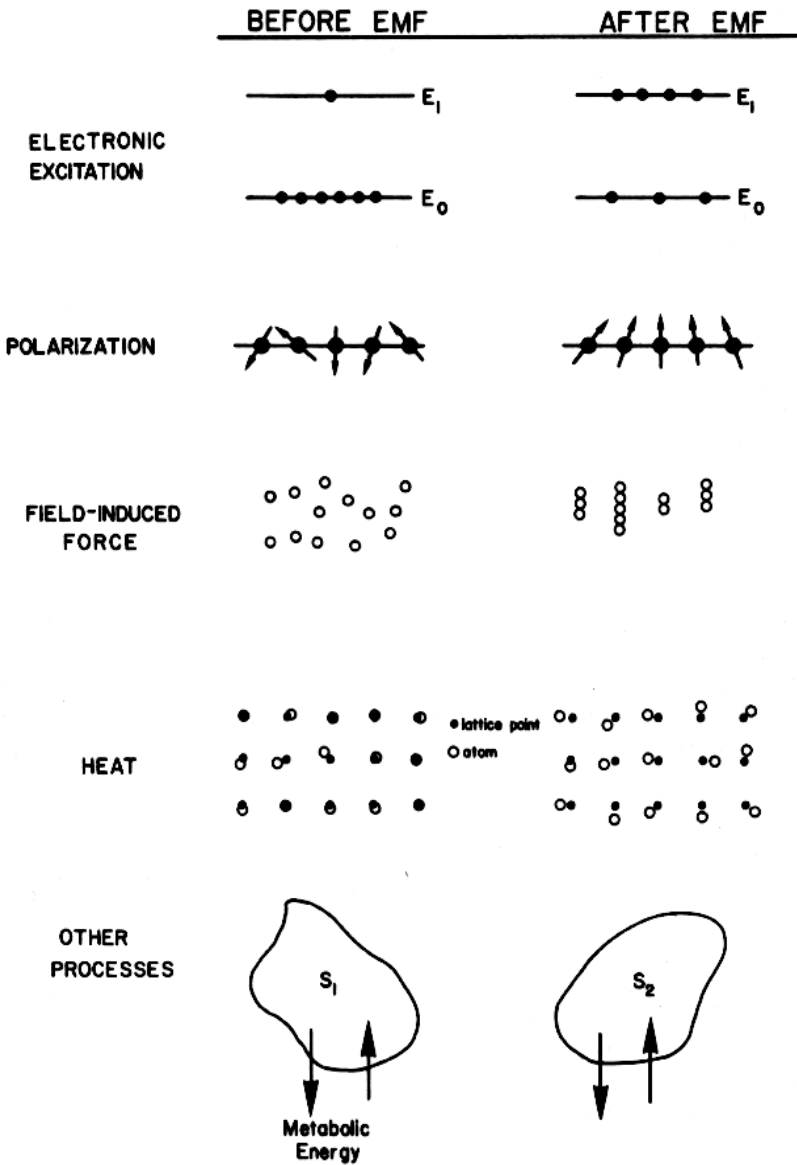 BEFORE EMF AFTER EMF
ELECTRONIC
EXCITATION
E₁ E₁
E₀ E₀
POLARIZATION
FIELD-INDUCED
FORCE
HEAT
lattice point
atom
OTHER
PROCESSES
S₁ S₂
Metabolic
Energy